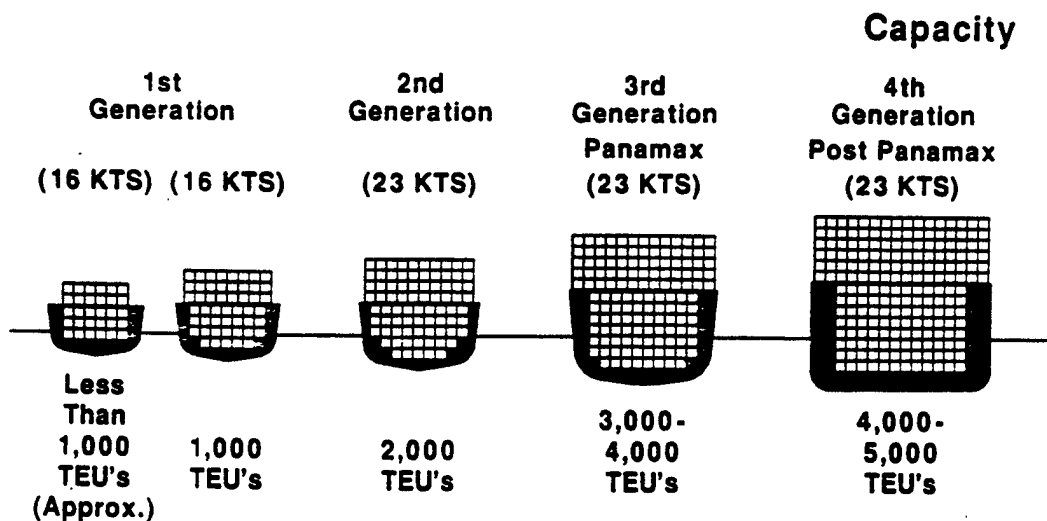 Capacity
1st
Generation
2nd
Generation
3rd
Generation
Panamax
4th
Generation
Post Panamax
(16 KTS)
(16 KTS)
(23 KTS)
(23 KTS)
(23 KTS)
Less
Than
1,000
TEU's
(Approx.)
1,000
TEU's
2,000
TEU's
3,000-
4,000
TEU's
4,000-
5,000
TEU's